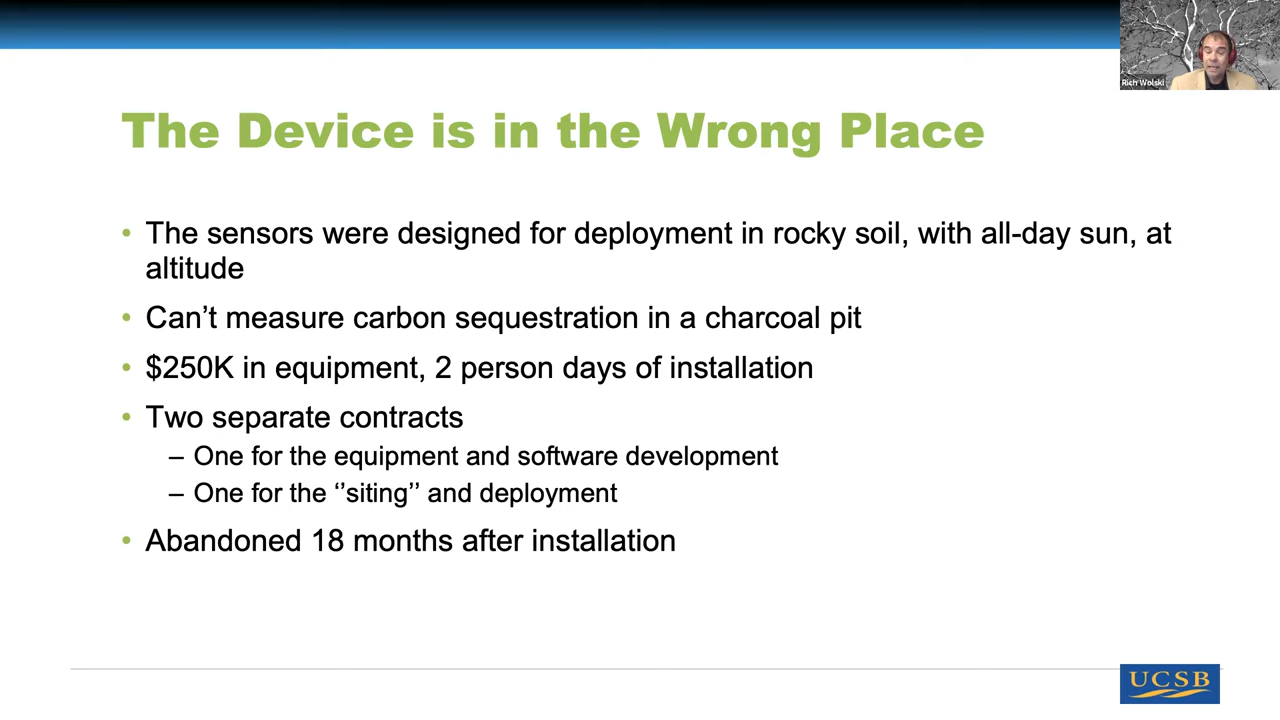 Rich Wolski
The Device is in the Wrong Place
• The sensors were designed for deployment in rocky soil, with all-day sun, at
altitude
• Can’t measure carbon sequestration in a charcoal pit
• $250K in equipment, 2 person days of installation
• Two separate contracts
– One for the equipment and software development
– One for the ‘’siting’’ and deployment
• Abandoned 18 months after installation
UCSB